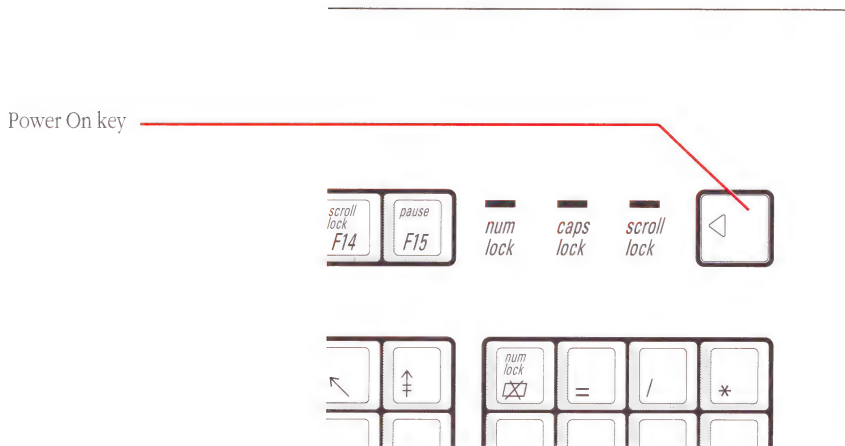 Power On key
scroll
lock
F14
pause
F15
num
lock
caps
lock
scroll
lock
num
lock
=
/
*